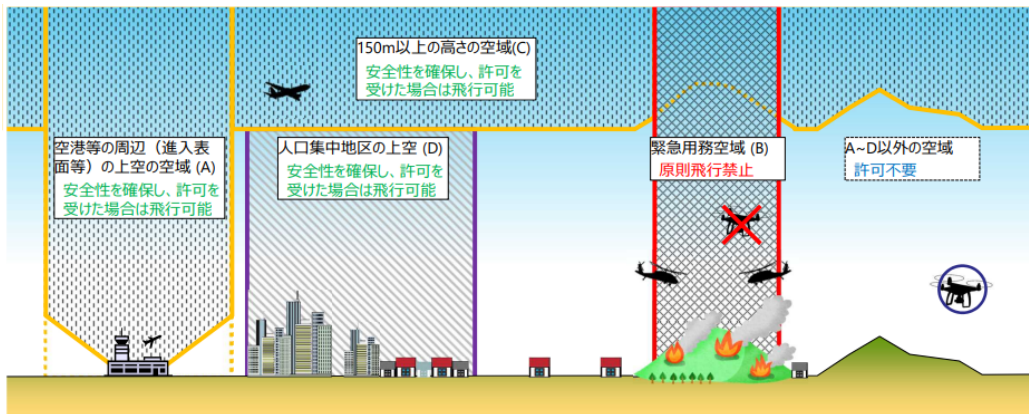 150m以上の高さの空域(C)
安全性を確保し、許可を
受けた場合は飛行可能
空港等の周辺（進入表
面等）の上空の空域 (A)
安全性を確保し、許可を
受けた場合は飛行可能
人口集中地区の上空 (D)
安全性を確保し、許可を
受けた場合は飛行可能
緊急用務空域 (B)
原則飛行禁止
A~D以外の空域
許可不要